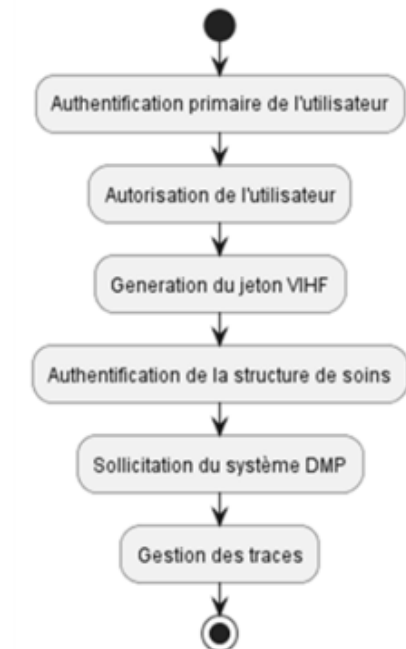 Authentification primaire de l'utilisateur
Autorisation de l'utilisateur
Generation du jeton VIHF
Authentification de la structure de soins
Sollicitation du système DMP
Gestion des traces